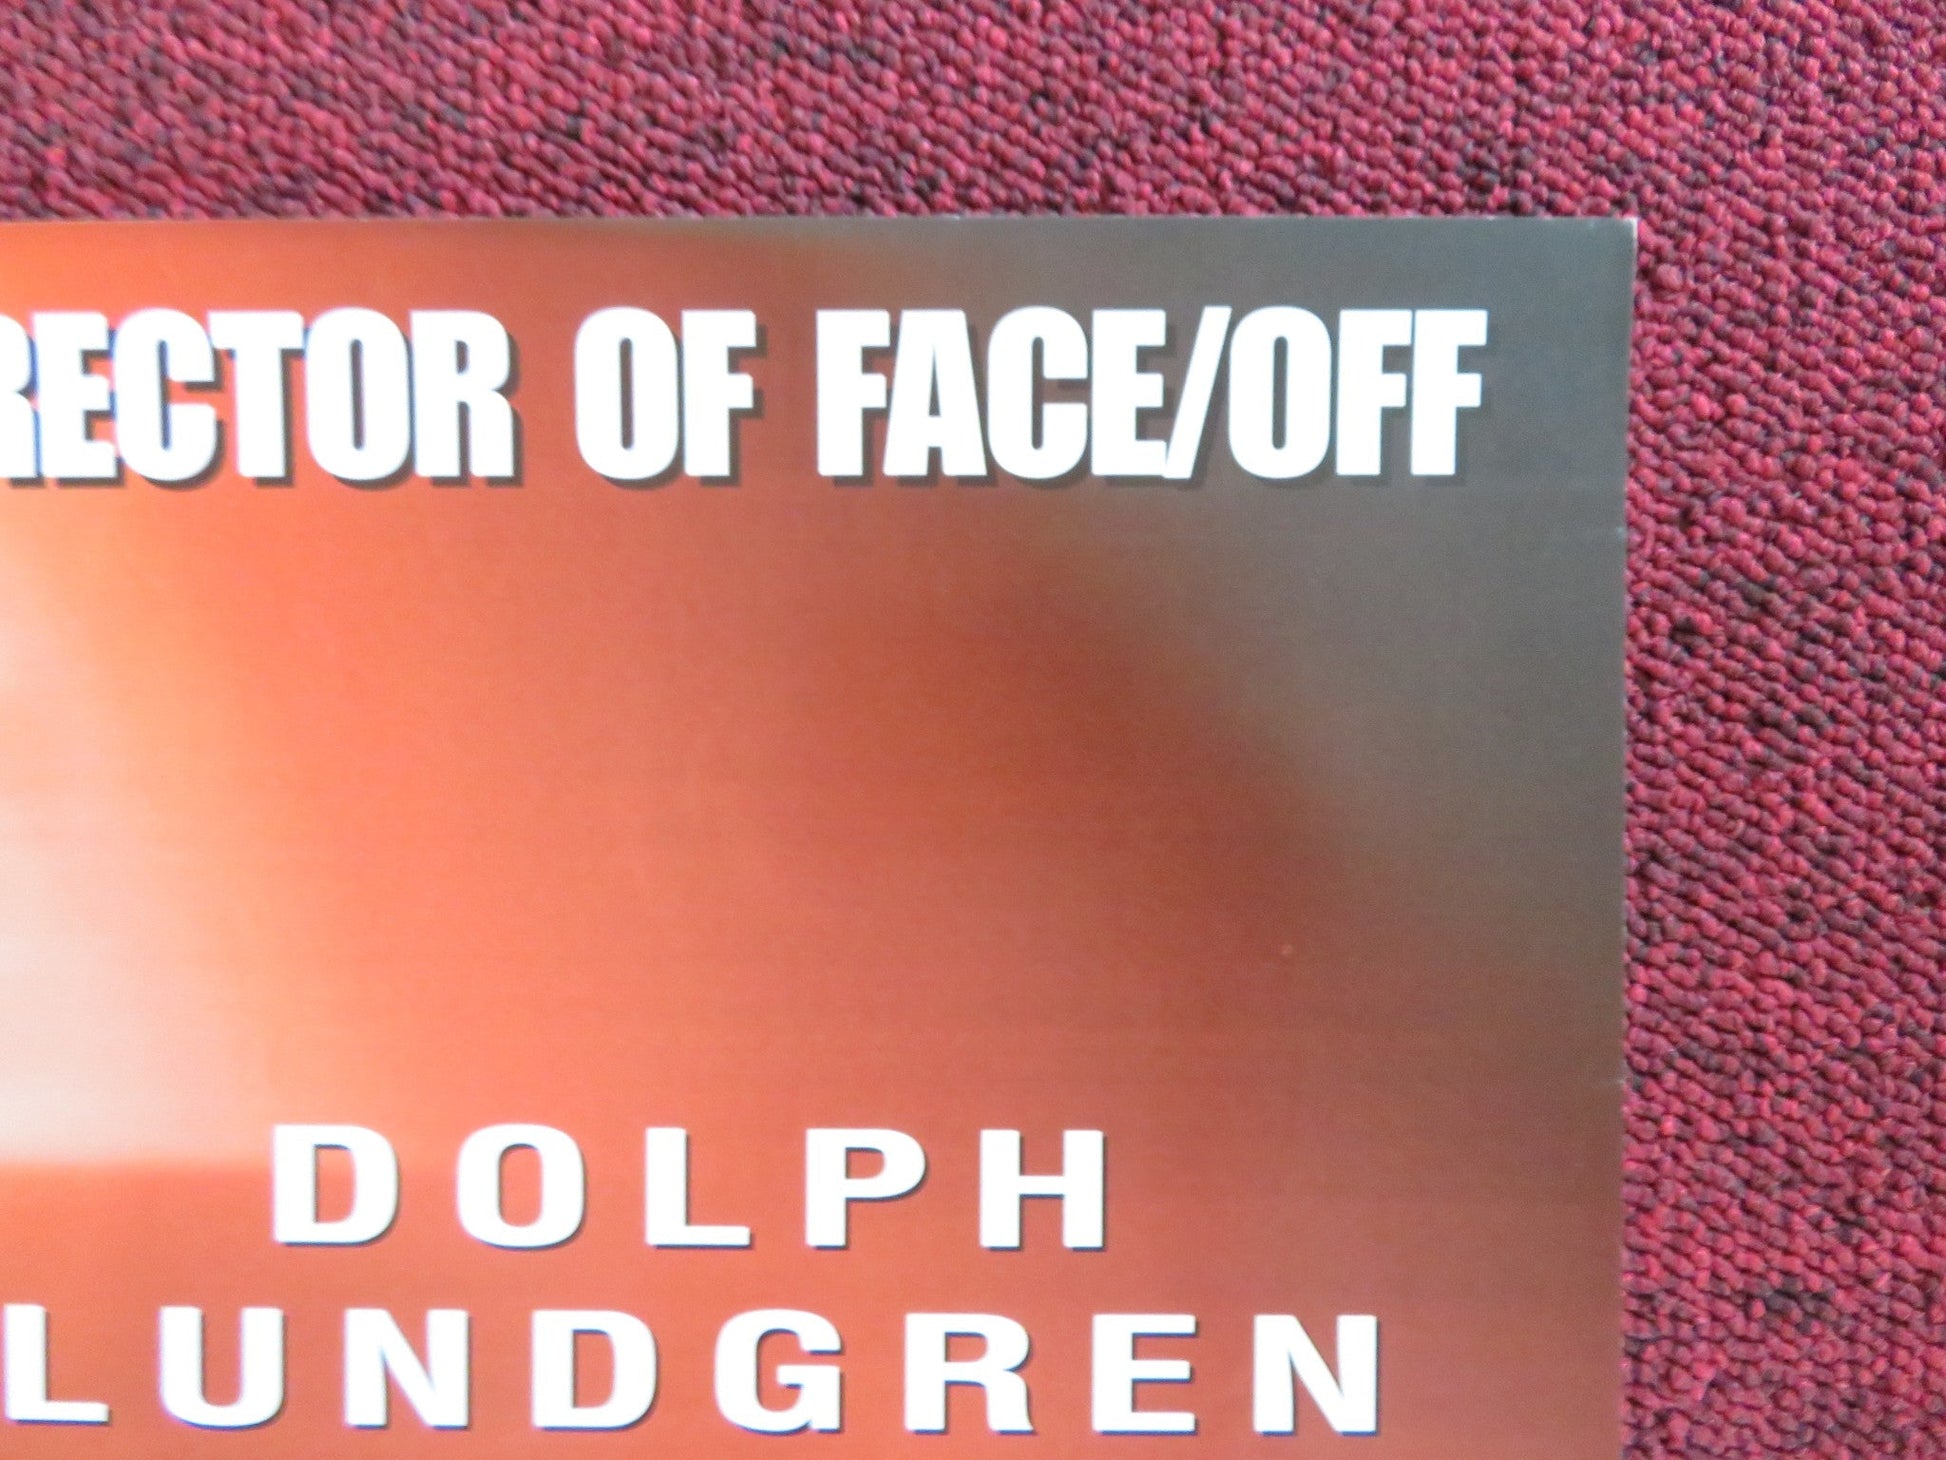 RECTOR OF FACE/OFF
DOLPH
LUNDGREN